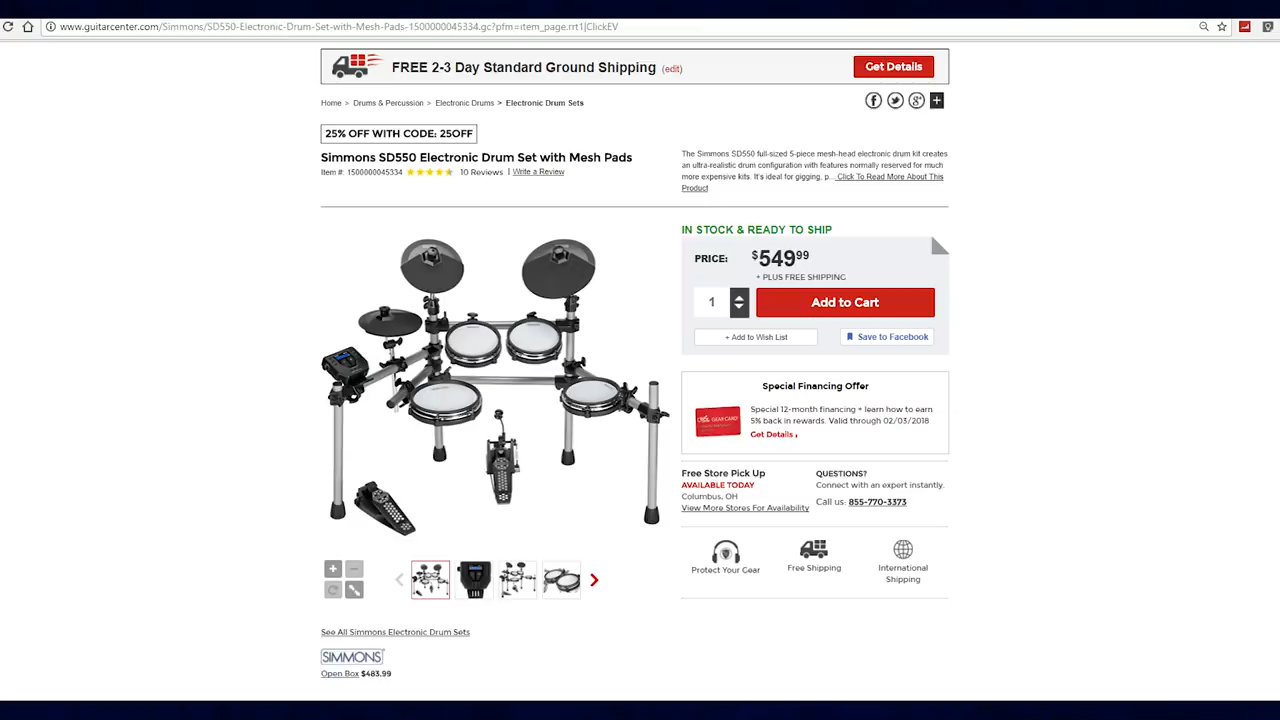 www.guitarcenter.com/Simmons/SD550-Electronic-Drum-Set-with-Mesh-Pads-1500000045334.gc?pfm=item_page.rrt1|ClickEV
FREE 2-3 Day Standard Ground Shipping (edit)
Get Details
Home > Drums & Percussion > Electronic Drums > Electronic Drum Sets
25% OFF WITH CODE: 25OFF
Simmons SD550 Electronic Drum Set with Mesh Pads
Item #: 1500000045334 10 Reviews | Write a Review
The Simmons SD550 full-sized 5-piece mesh-head electronic drum kit creates
an ultra-realistic drum configuration with features normally reserved for much
more expensive kits. It's ideal for gigging, p... Click To Read More About This
Product
IN STOCK & READY TO SHIP
PRICE: $549.99
+ PLUS FREE SHIPPING
1
Add to Cart
+ Add to Wish List
Save to Facebook
Special Financing Offer
Special 12-month financing + learn how to earn
5% back in rewards. Valid through 02/03/2018
Get Details
GEAR CARD
Free Store Pick Up
AVAILABLE TODAY
Columbus, OH
View More Stores For Availability
QUESTIONS?
Connect with an expert instantly.
Call us: 855-770-3373
Protect Your Gear
Free Shipping
International
Shipping
See All Simmons Electronic Drum Sets
SIMMONS
Open Box $483.99